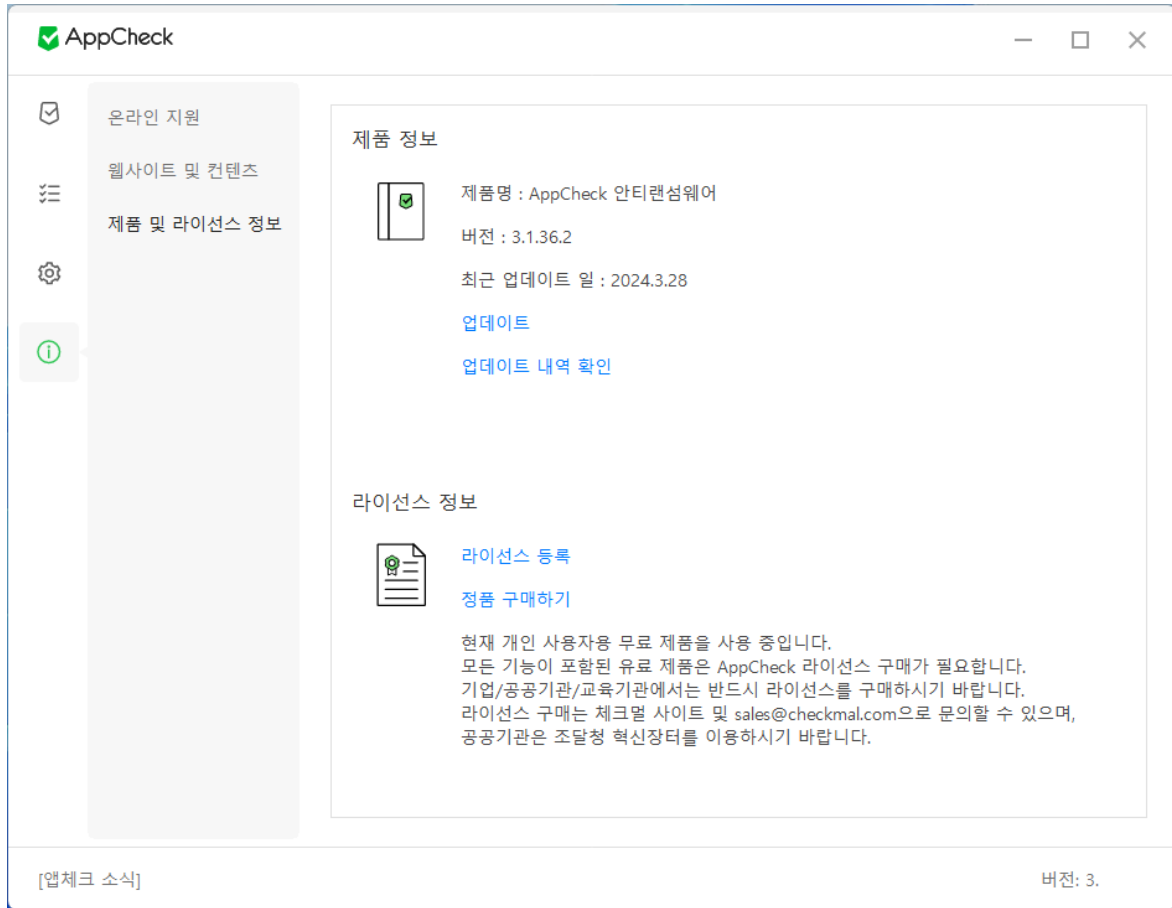 AppCheck
온라인 지원
웹사이트 및 컨텐츠
제품 및 라이선스 정보
제품 정보
제품명 : AppCheck 안티랜섬웨어
버전 : 3.1.36.2
최근 업데이트 일 : 2024.3.28
업데이트
업데이트 내역 확인
라이선스 정보
라이선스 등록
정품 구매하기
현재 개인 사용자용 무료 제품을 사용 중입니다.
모든 기능이 포함된 유료 제품은 AppCheck 라이선스 구매가 필요합니다.
기업/공공기관/교육기관에서는 반드시 라이선스를 구매하시기 바랍니다.
라이선스 구매는 체크멀 사이트 및 sales@checkmal.com으로 문의할 수 있으며,
공공기관은 조달청 혁신장터를 이용하시기 바랍니다.
[앱체크 소식]
버전: 3.